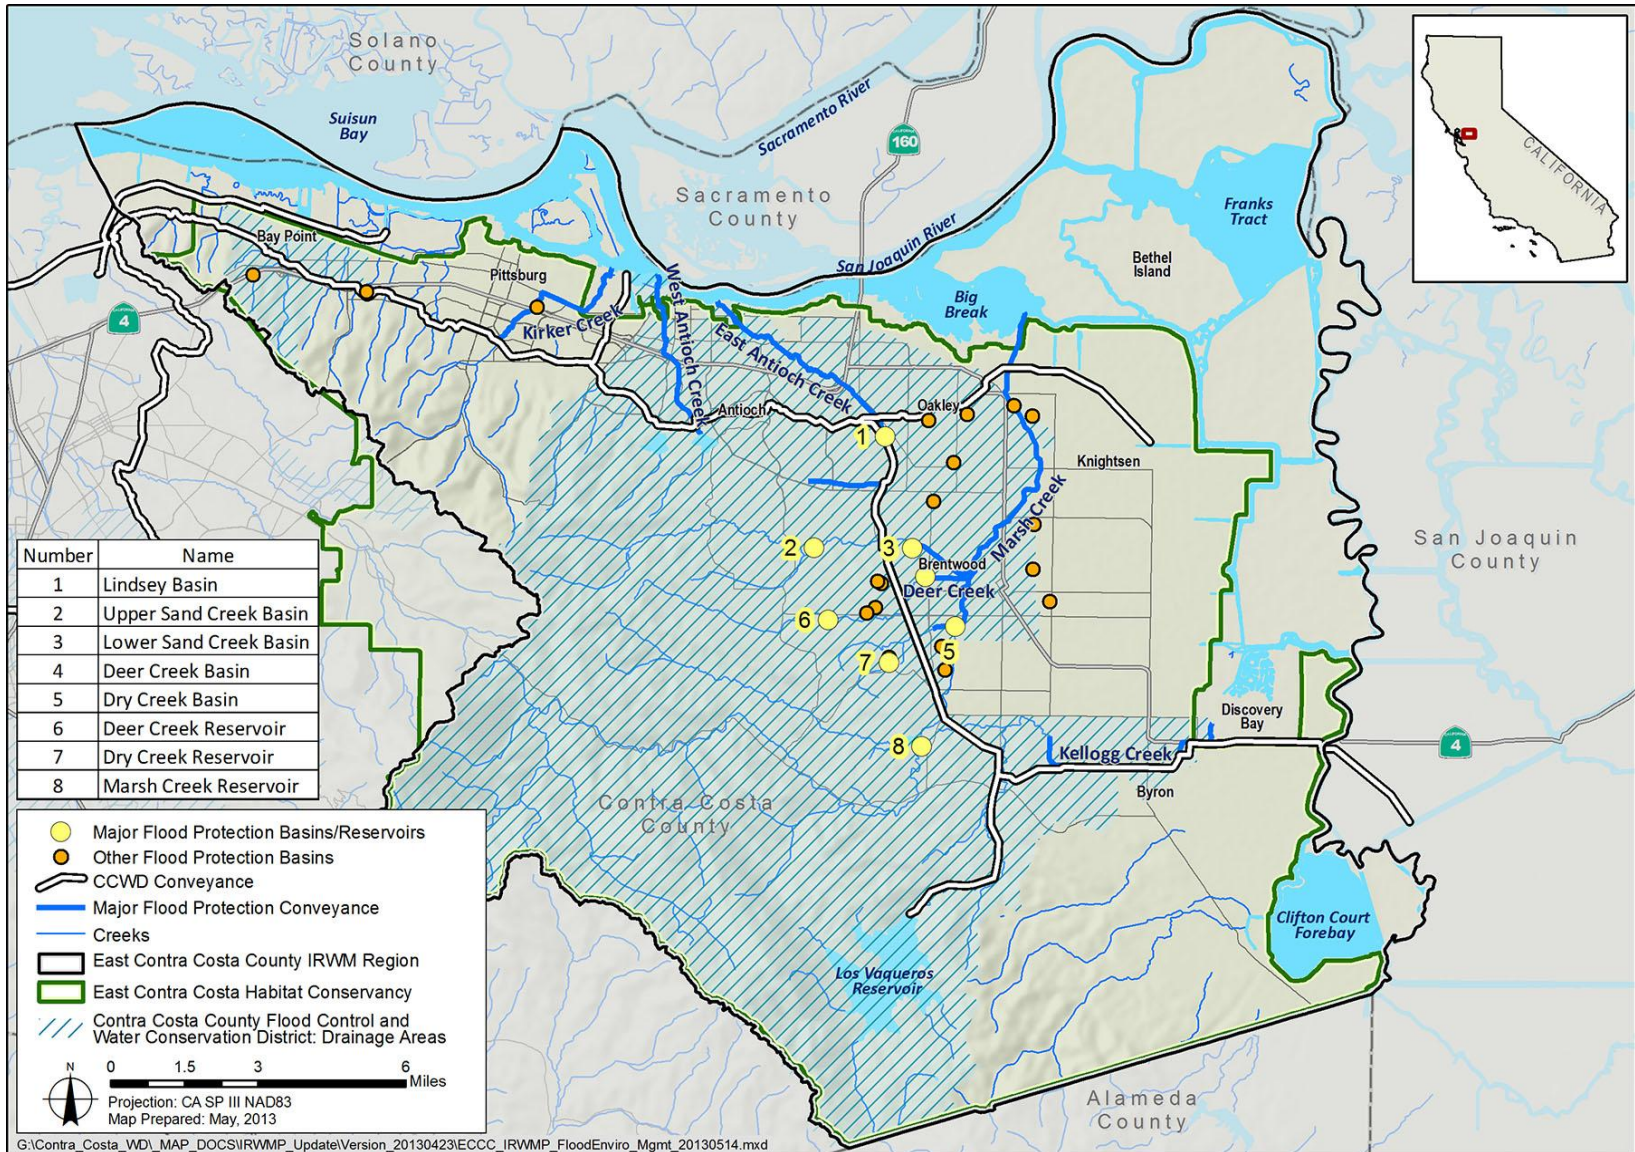 Solano
County
Suisun
Bay
Sacramento River
CALIFORNIA
160
Sacramento
County
San Joaquin River
Franks
Tract
Bethel
Island
Big
Break
CALIFORNIA
Bay Point
Pittsburg
Kirker Creek
West Antioch Creek
East Antioch Creek
4
Antioch
Oakley
1
Knightsen
Marsh Creek
2
3
Brentwood
Deer Creek
San Joaquin
County
6
5
7
Discovery
Bay
8
Kellogg Creek
4
Byron
Contra Costa
County
Clifton Court
Forebay
Los Vaqueros
Reservoir
Alameda
County
Number Name
1 Lindsey Basin
2 Upper Sand Creek Basin
3 Lower Sand Creek Basin
4 Deer Creek Basin
5 Dry Creek Basin
6 Deer Creek Reservoir
7 Dry Creek Reservoir
8 Marsh Creek Reservoir
Major Flood Protection Basins/Reservoirs
Other Flood Protection Basins
CCWD Conveyance
Major Flood Protection Conveyance
Creeks
East Contra Costa County IRWM Region
East Contra Costa Habitat Conservancy
Contra Costa County Flood Control and
Water Conservation District: Drainage Areas
N
0 1.5 3 6
Miles
Projection: CA SP III NAD83
Map Prepared: May, 2013
G:\Contra_Costa_WD\_MAP_DOCS\IRWMP_Update\Version_20130423\ECCC_IRWMP_FloodEnviro_Mgmt_20130514.mxd